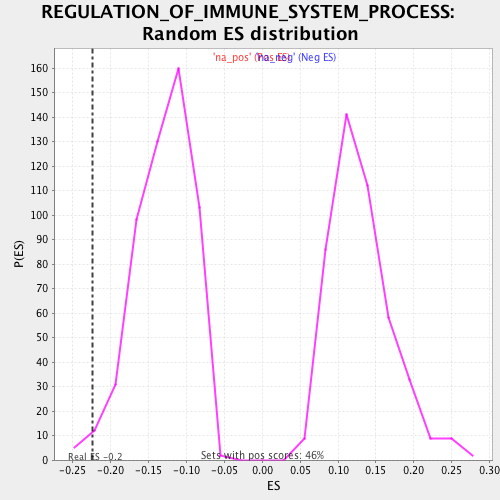 REGULATION_OF_IMMUNE_SYSTEM_PROCESS:
Random ES distribution
'na_pos' (Pos ES) 'na_neg' (Neg ES)
160
150
140
130
120
110
100
90
80
70
60
50
40
30
20
10
0
P(ES)
Real ES -0.2
Sets with pos scores: 46%
-0.25 -0.20 -0.15 -0.10 -0.05 0.00 0.05 0.10 0.15 0.20 0.25 0.30
ES